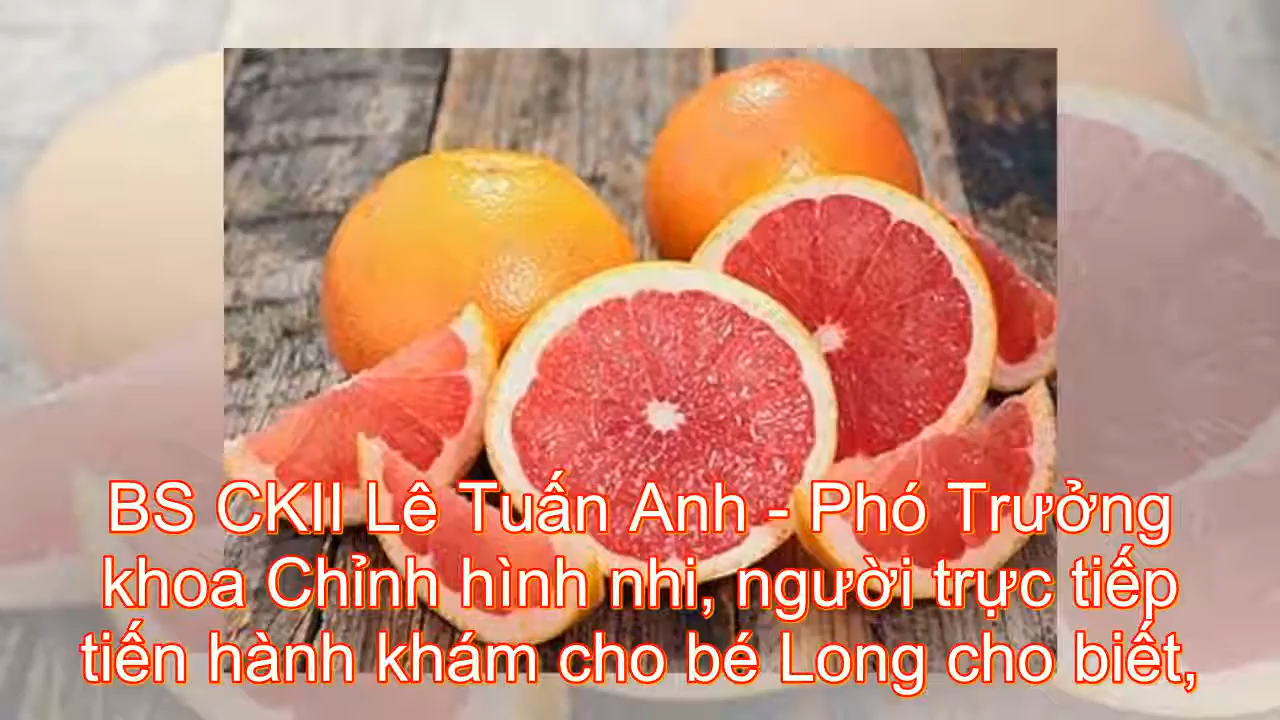 BS CKII Lê Tuấn Anh - Phó Trưởng
khoa Chỉnh hình nhi, người trực tiếp
tiến hành khám cho bé Long cho biết,